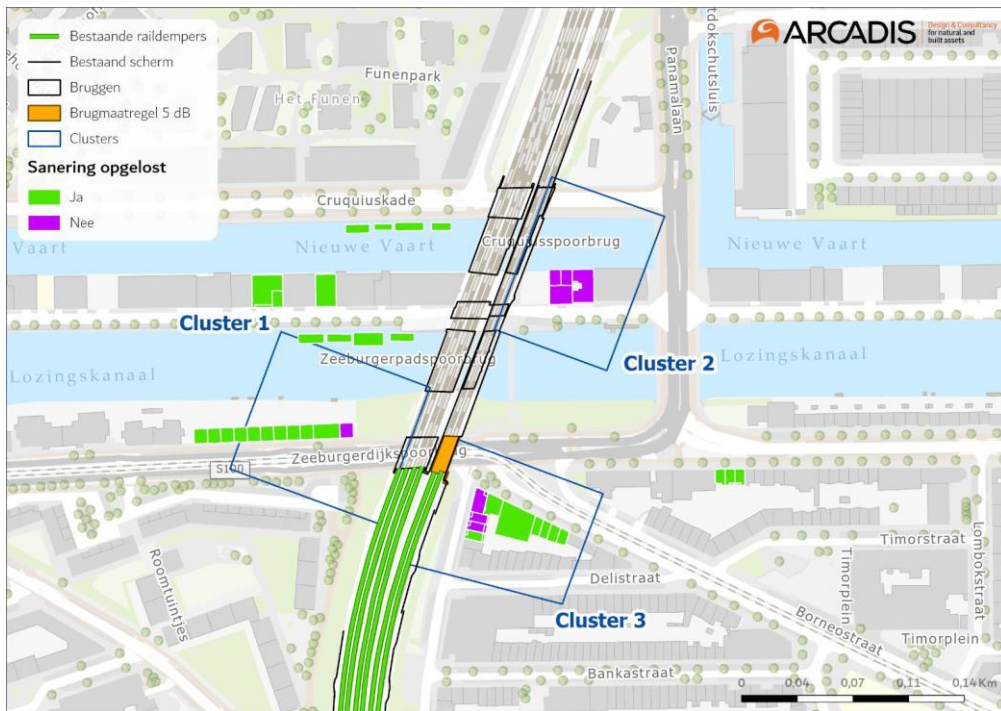 Bestaande raildempers
Bestaand scherm
Bruggen
Brugmaatregel 5 dB
Clusters
Sanering opgelost
Ja
Nee
ARCADIS
Design & Consultancy
for natural and
built assets
Funenpark
Het Funen
Panamalaan
Cruquiuskade
Vaart
Nieuwe Vaart
Cruquiusspoorbrug
Nieuwe Vaart
Cluster 1
Zeeburgerpadspoorbrug
Cluster 2
Lozingskanaal
Lozingskanaal
Zeeburgerdijkspoorbrug
S100
Timorstraat
Delistraat
Cluster 3
Roomtuintjes
Timorplein
Lombokstraat
Borneostraat
Timorplein
Bankastraat
0 0,04 0,07 0,11 0,14 Km